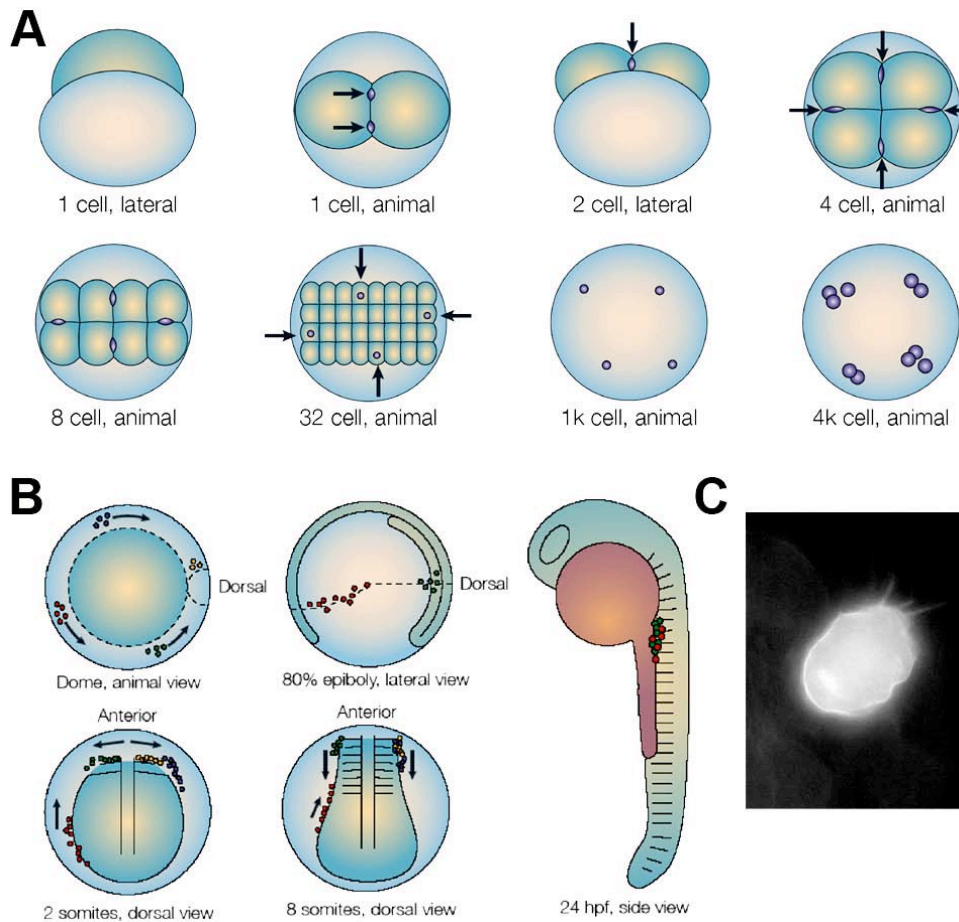 A
1 cell, lateral
1 cell, animal
2 cell, lateral
4 cell, animal
8 cell, animal
32 cell, animal
1k cell, animal
4k cell, animal
B
Dorsal
Dome, animal view
Dorsal
80% epiboly, lateral view
Anterior
2 somites, dorsal view
Anterior
8 somites, dorsal view
24 hpf, side view
C